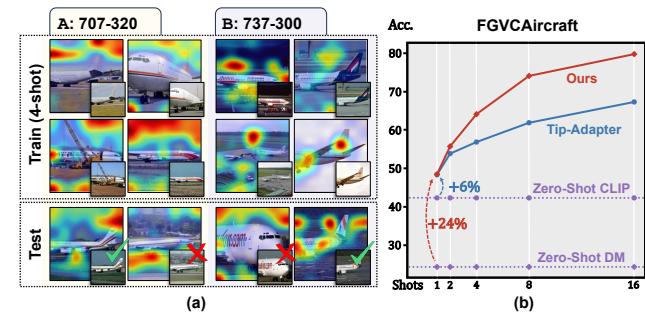 A: 707-320
B: 737-300
Train (4-shot)
Test
(a)
Acc.
FGVCAircraft
80
70
60
50
40
30
Ours
Tip-Adapter
+6%
Zero-Shot CLIP
+24%
Zero-Shot DM
Shots 1 2 4 8 16
(b)